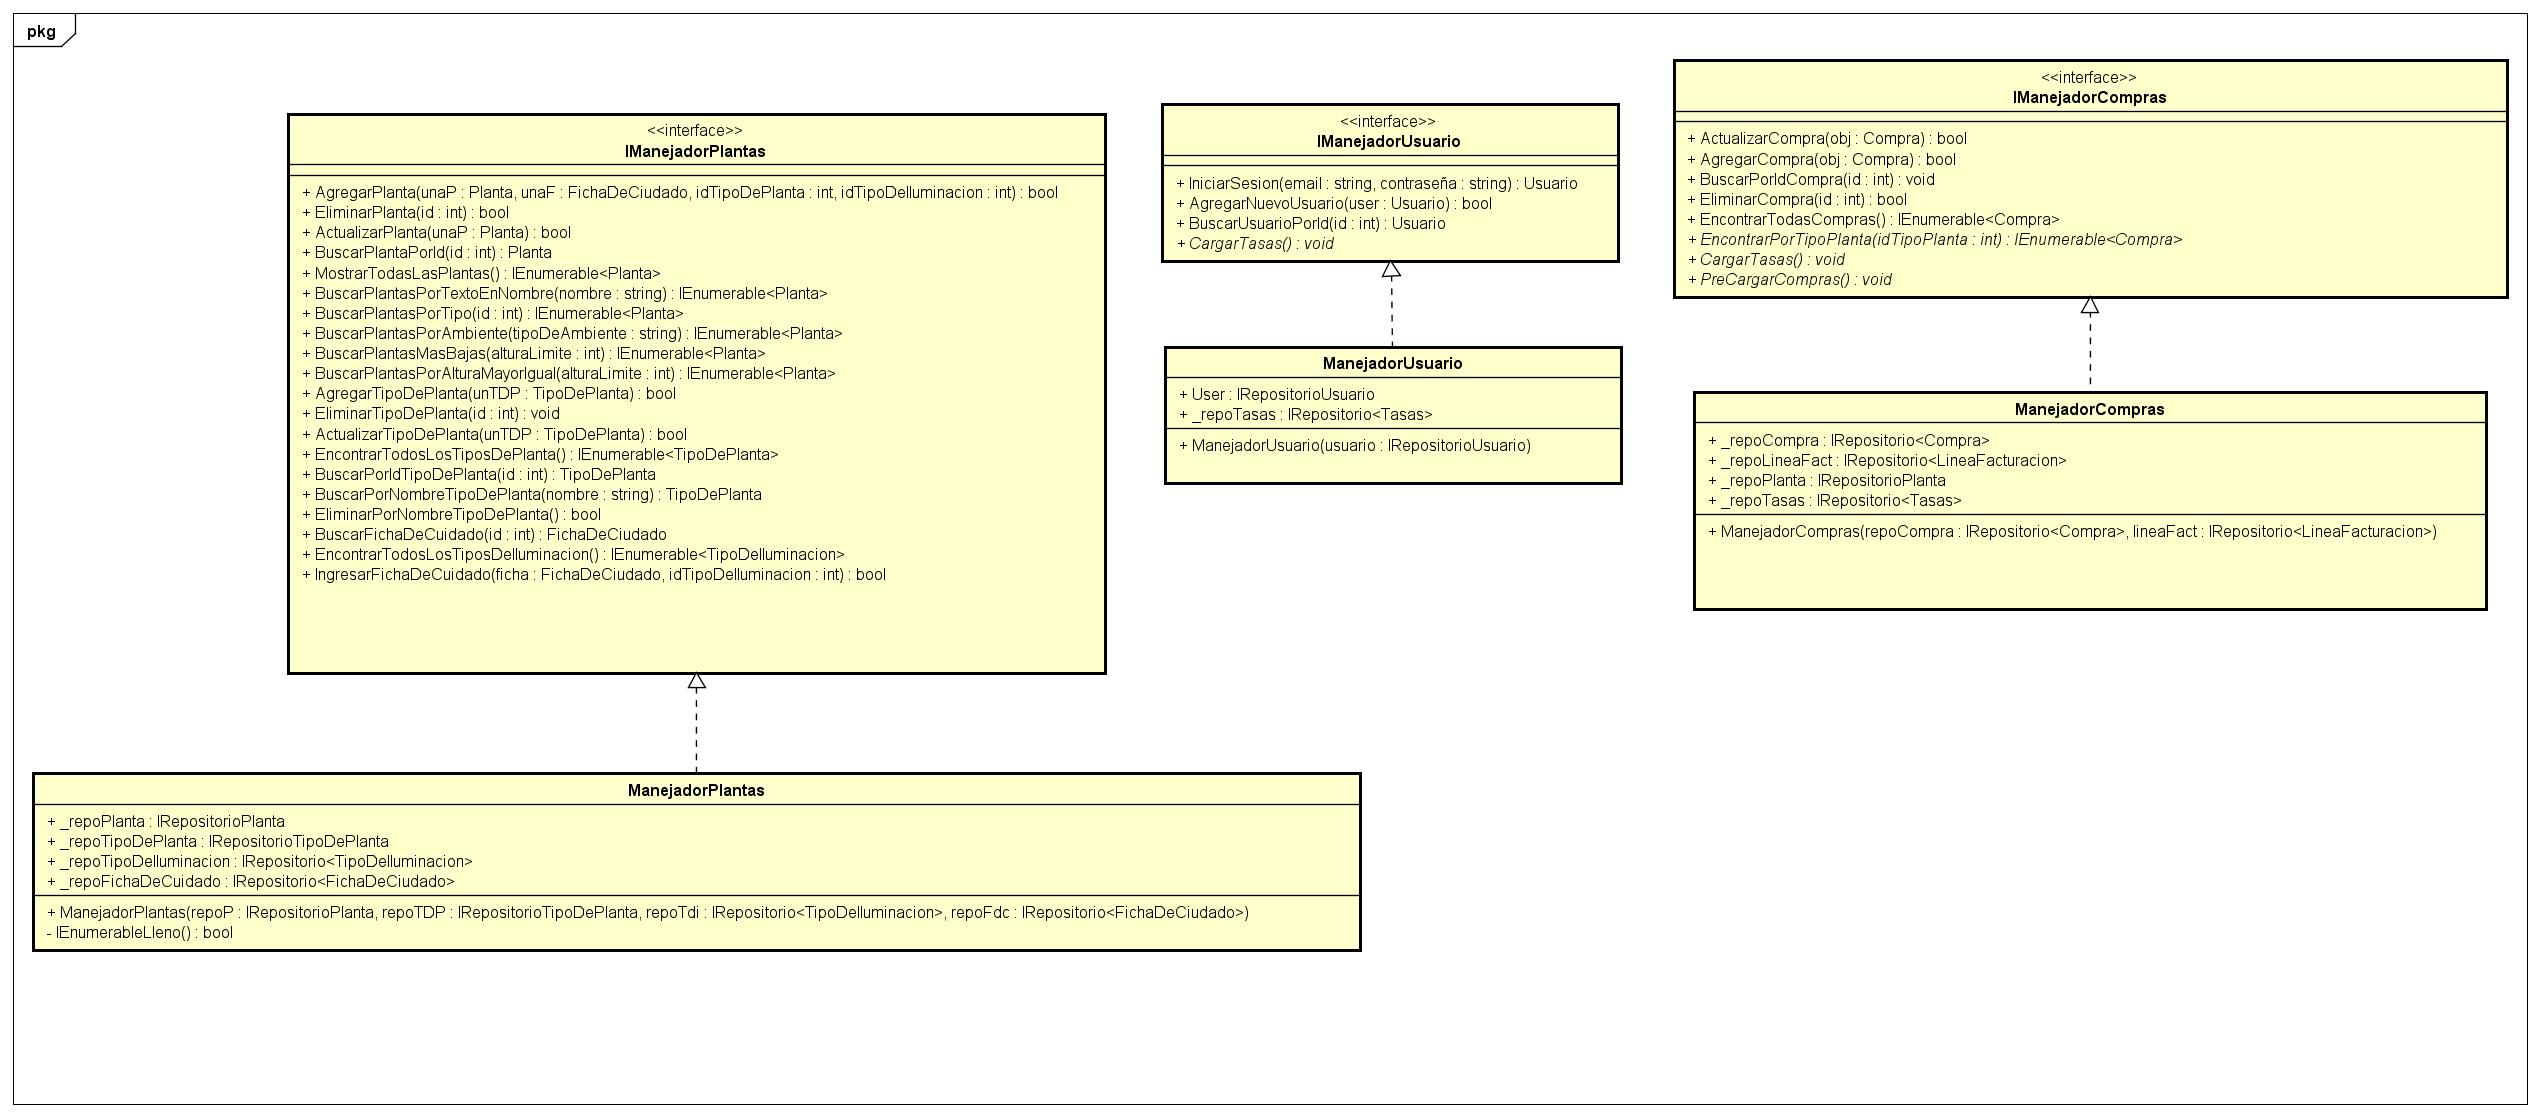 pkg
<<interface>>
IManejadorPlantas
+ AgregarPlanta(unaP : Planta, unaF : FichaDeCiudado, idTipoDePlanta : int, idTipoDeIluminacion : int) : bool
+ EliminarPlanta(id : int) : bool
+ ActualizarPlanta(unaP : Planta) : bool
+ BuscarPlantaPorId(id : int) : Planta
+ MostrarTodasLasPlantas() : IEnumerable<Planta>
+ BuscarPlantasPorTextoEnNombre(nombre : string) : IEnumerable<Planta>
+ BuscarPlantasPorTipo(id : int) : IEnumerable<Planta>
+ BuscarPlantasPorAmbiente(tipoDeAmbiente : string) : IEnumerable<Planta>
+ BuscarPlantasMasBajas(alturaLimite : int) : IEnumerable<Planta>
+ BuscarPlantasPorAlturaMayorIgual(alturaLimite : int) : IEnumerable<Planta>
+ AgregarTipoDePlanta(unTDP : TipoDePlanta) : bool
+ EliminarTipoDePlanta(id : int) : void
+ ActualizarTipoDePlanta(unTDP : TipoDePlanta) : bool
+ EncontrarTodosLosTiposDePlanta() : IEnumerable<TipoDePlanta>
+ BuscarPorIdTipoDePlanta(id : int) : TipoDePlanta
+ BuscarPorNombreTipoDePlanta(nombre : string) : TipoDePlanta
+ EliminarPorNombreTipoDePlanta() : bool
+ BuscarFichaDeCuidado(id : int) : FichaDeCiudado
+ EncontrarTodosLosTiposDeIluminacion() : IEnumerable<TipoDeIluminacion>
+ IngresarFichaDeCuidado(ficha : FichaDeCiudado, idTipoDeIluminacion : int) : bool
<<interface>>
IManejadorUsuario
+ IniciarSesion(email : string, contraseña : string) : Usuario
+ AgregarNuevoUsuario(user : Usuario) : bool
+ BuscarUsuarioPorId(id : int) : Usuario
+ CargarTasas() : void
<<interface>>
IManejadorCompras
+ ActualizarCompra(obj : Compra) : bool
+ AgregarCompra(obj : Compra) : bool
+ BuscarPorIdCompra(id : int) : void
+ EliminarCompra(id : int) : bool
+ EncontrarTodasCompras() : IEnumerable<Compra>
+ EncontrarPorTipoPlanta(idTipoPlanta : int) : IEnumerable<Compra>
+ CargarTasas() : void
+ PreCargarCompras() : void
ManejadorUsuario
+ User : IRepositorioUsuario
+ _repoTasas : IRepositorio<Tasas>
+ ManejadorUsuario(usuario : IRepositorioUsuario)
ManejadorCompras
+ _repoCompra : IRepositorio<Compra>
+ _repoLineaFact : IRepositorio<LineaFacturacion>
+ _repoPlanta : IRepositorioPlanta
+ _repoTasas : IRepositorio<Tasas>
+ ManejadorCompras(repoCompra : IRepositorio<Compra>, lineaFact : IRepositorio<LineaFacturacion>)
ManejadorPlantas
+ _repoPlanta : IRepositorioPlanta
+ _repoTipoDePlanta : IRepositorioTipoDePlanta
+ _repoTipoDeIluminacion : IRepositorio<TipoDeIluminacion>
+ _repoFichaDeCuidado : IRepositorio<FichaDeCiudado>
+ ManejadorPlantas(repoP : IRepositorioPlanta, repoTDP : IRepositorioTipoDePlanta, repoTdi : IRepositorio<TipoDeIluminacion>, repoFdc : IRepositorio<FichaDeCiudado>)
- IEnumerableLleno() : bool